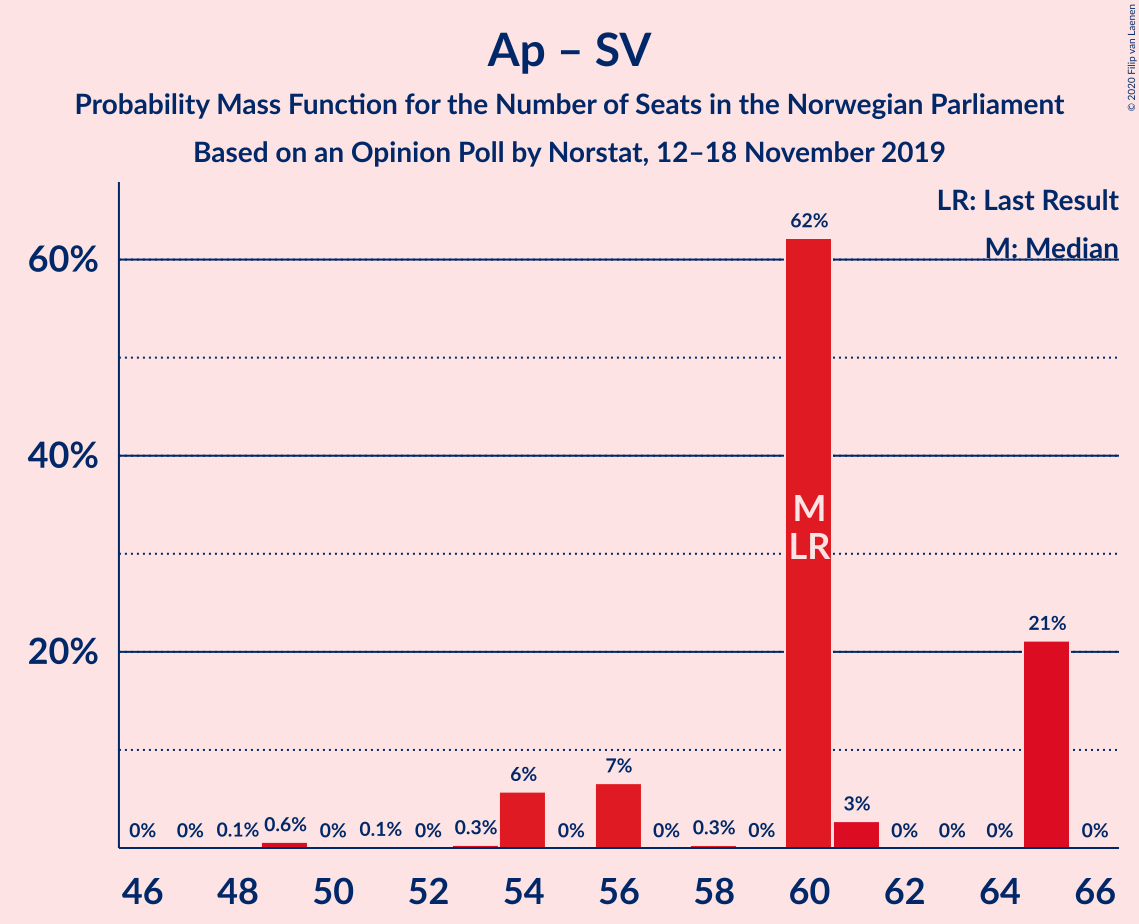 Ap – SV
Probability Mass Function for the Number of Seats in the Norwegian Parliament
Based on an Opinion Poll by Norstat, 12–18 November 2019
© 2020 Filip van Laenen
LR: Last Result
M: Median
60%
40%
20%
0% 0% 0.1% 0.6% 0% 0.1% 0% 0.3% 6% 0% 7% 0% 0.3% 0% 62% 3% 0% 0% 0% 21% 0%
M
LR
46 48 50 52 54 56 58 60 62 64 66